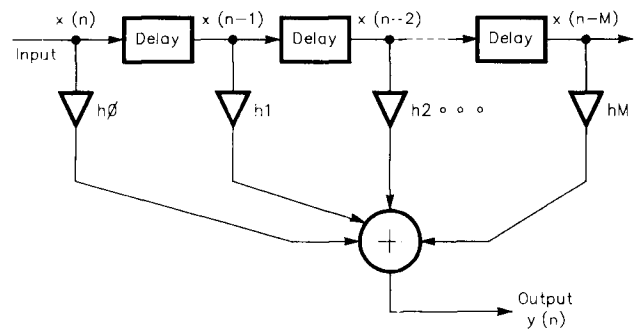 x (n)
x (n-1)
x (n--2)
x (n-M)
Input
Delay
Delay
Delay
hØ
h1
h2 o o o
hM
+
Output
y (n)